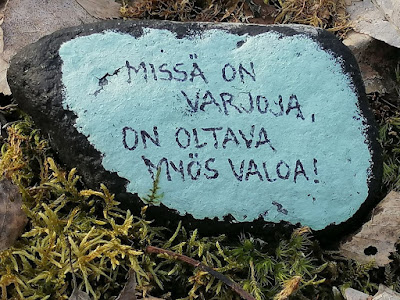 MISSÄ ON
VARJOJA,
ON OLTAVA
MYÖS VALOA!